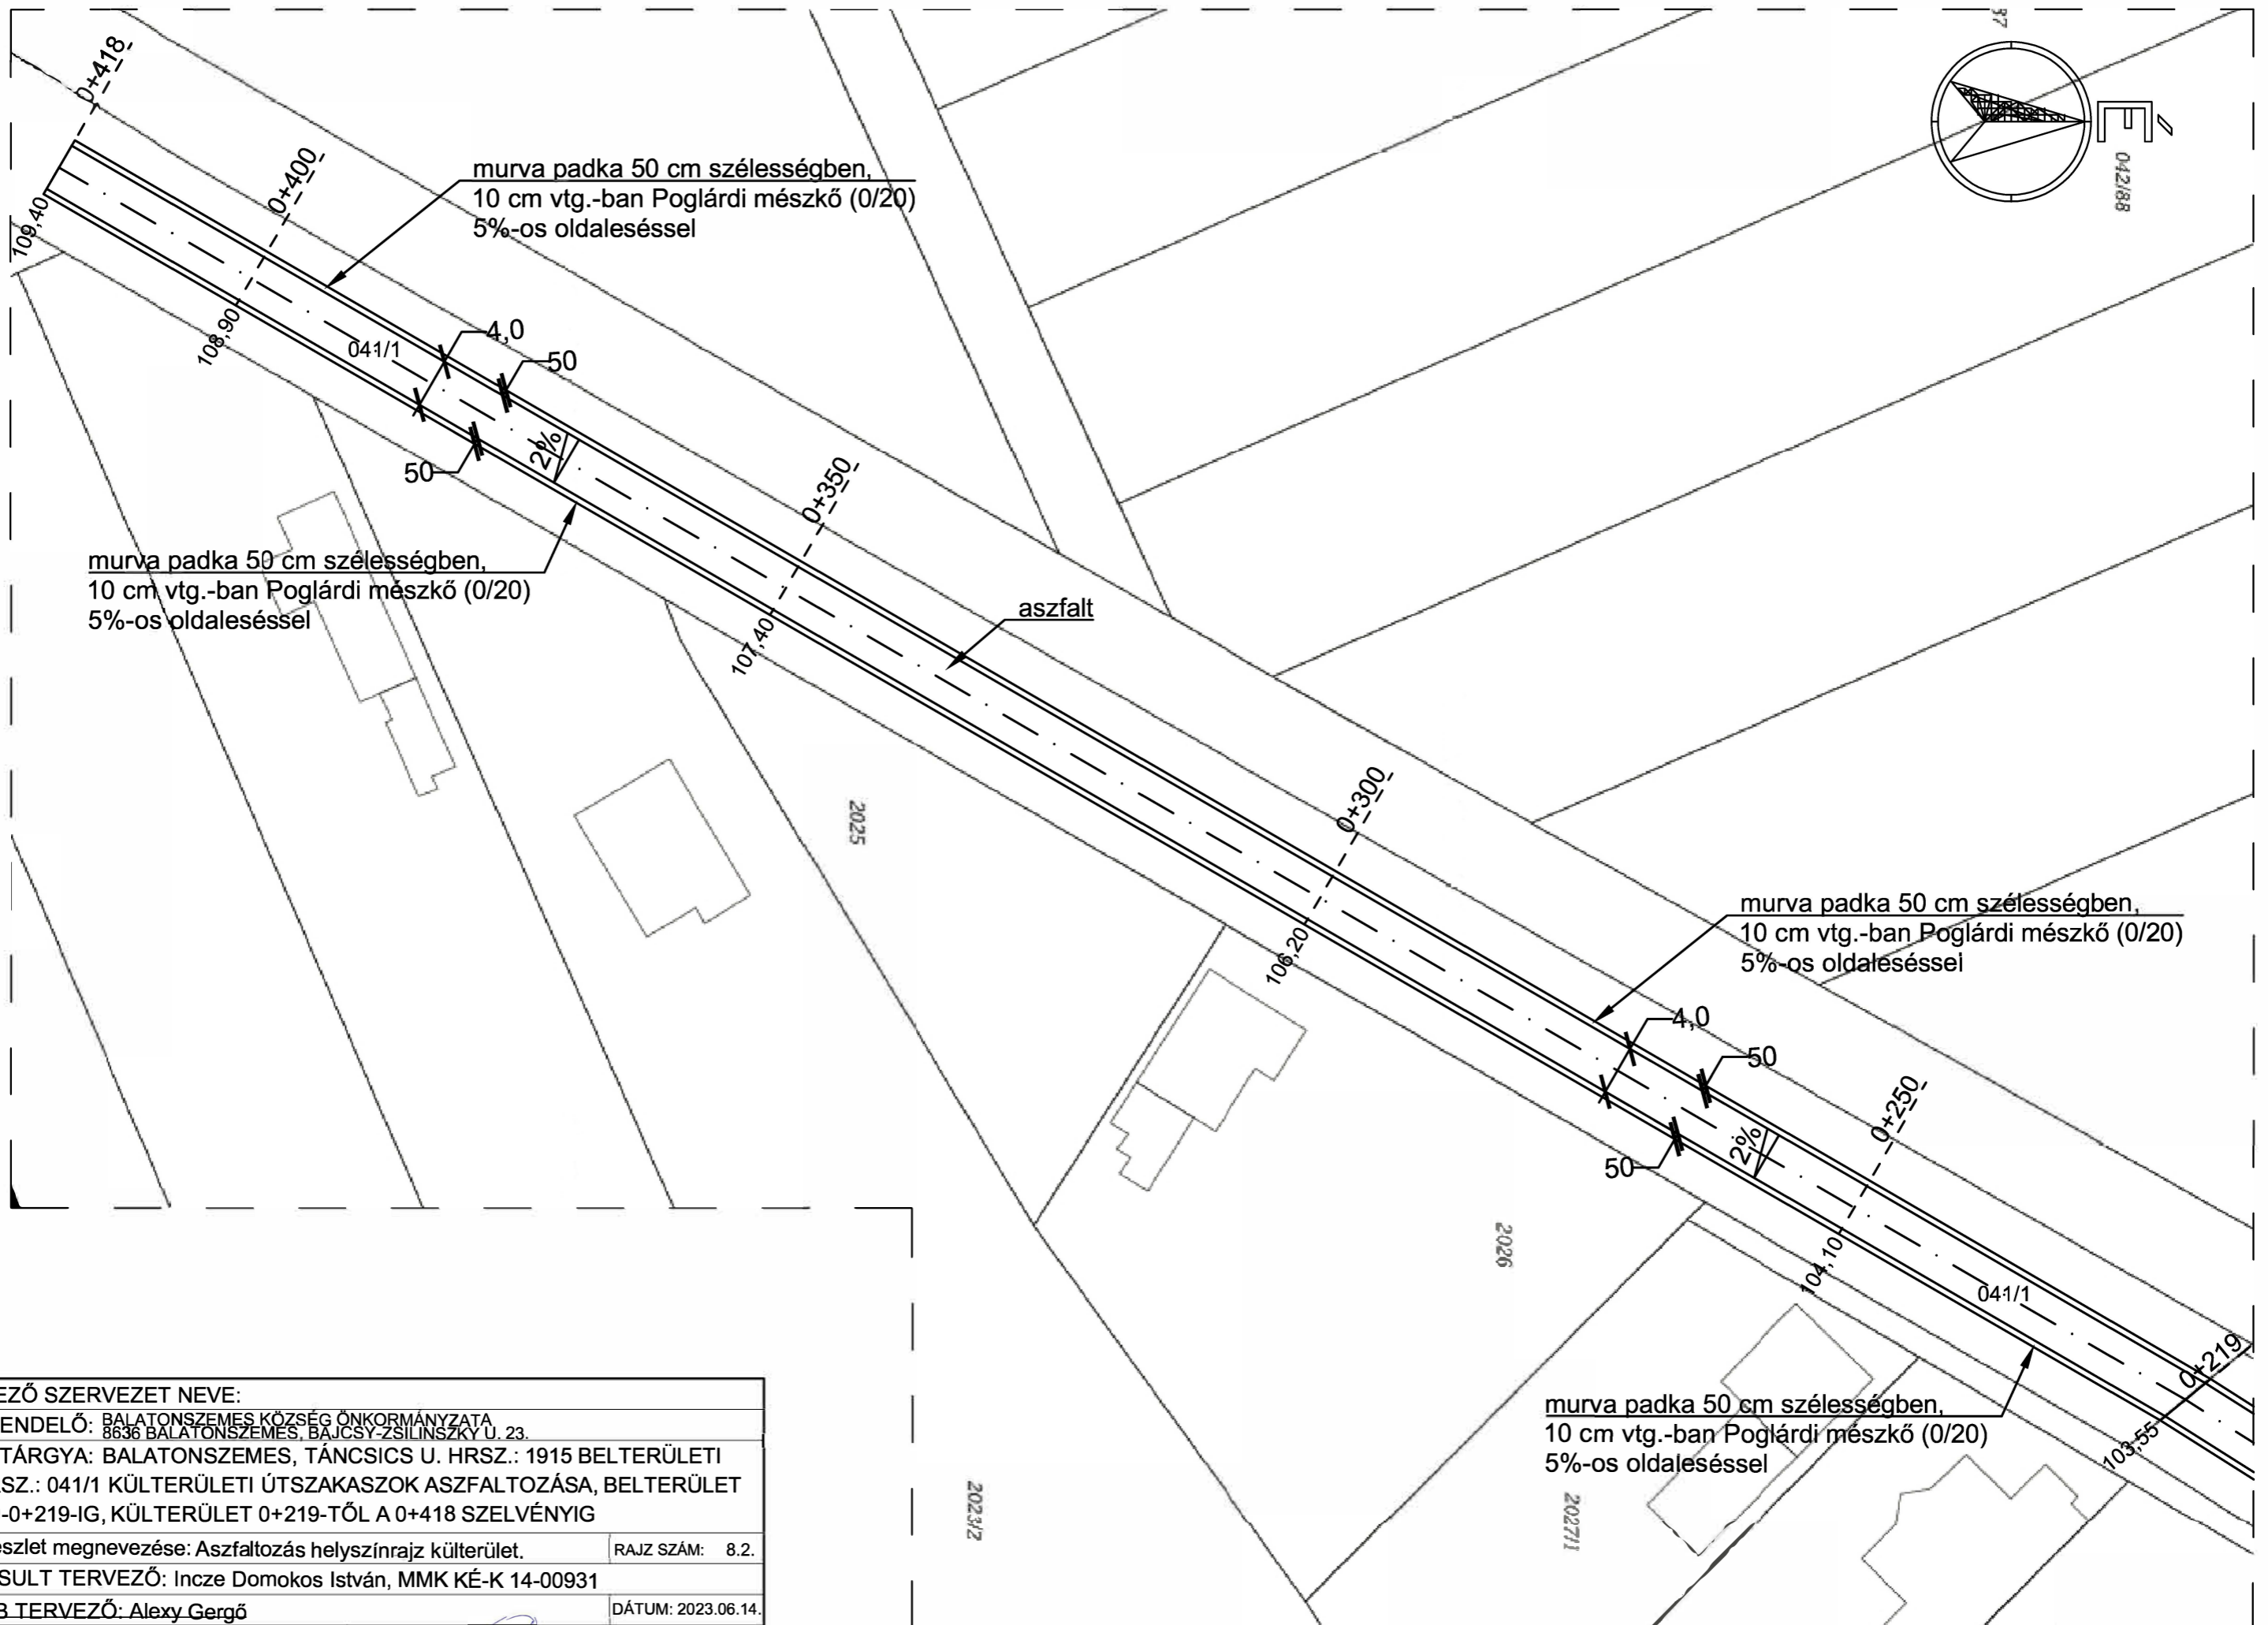 37
0+418
É
042/88
0+400
murva padka 50 cm szélességben,
10 cm vtg.-ban Poglárdi mészkő (0/20)
5%-os oldaleséssel
109,40
108,90
041/1
4,0
50
50
2%
0+350
murva padka 50 cm szélességben,
10 cm vtg.-ban Poglárdi mészkő (0/20)
5%-os oldaleséssel
aszfalt
107,40
2025
0+300
106,20
murva padka 50 cm szélességben,
10 cm vtg.-ban Poglárdi mészkő (0/20)
5%-os oldaleséssel
4,0
50
50
2%
0+250
2026
104,10
041/1
0+219
103,55
murva padka 50 cm szélességben,
10 cm vtg.-ban Poglárdi mészkő (0/20)
5%-os oldaleséssel
2023/2
2027/1
EZŐ SZERVEZET NEVE:
ENDELŐ: BALATONSZEMES KÖZSÉG ÖNKORMÁNYZATA
8636 BALATONSZEMES, BAJCSY-ZSILINSZKY U. 23.
TÁRGYA: BALATONSZEMES, TÁNCSICS U. HRSZ.: 1915 BELTERÜLETI
SZ.: 041/1 KÜLTERÜLETI ÚTSZAKASZOK ASZFALTOZÁSA, BELTERÜLET
-0+219-IG, KÜLTERÜLET 0+219-TŐL A 0+418 SZELVÉNYIG
észlet megnevezése: Aszfaltozás helyszínrajz külterület. RAJZ SZÁM: 8.2.
SULT TERVEZŐ: Incze Domokos István, MMK KÉ-K 14-00931
B TERVEZŐ: Alexy Gergő DÁTUM: 2023.06.14.